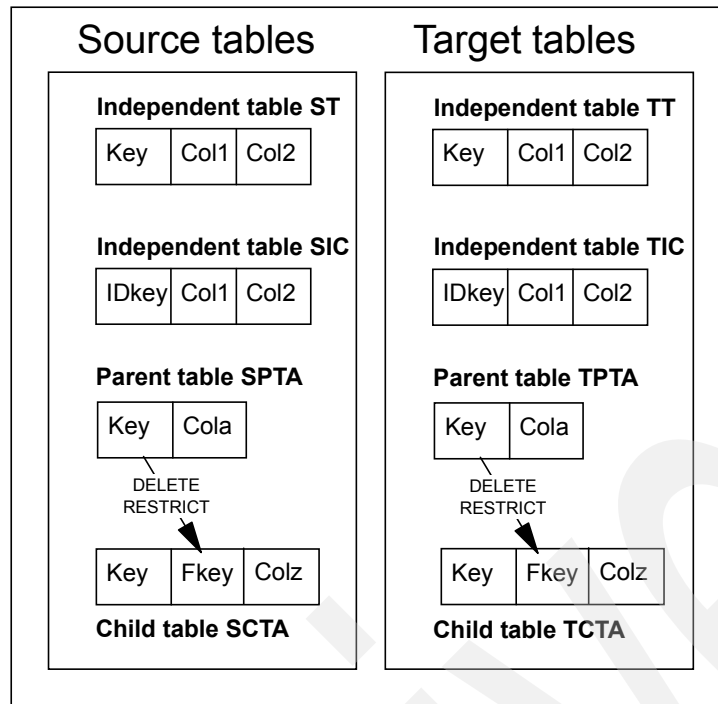 Source tables
Independent table ST
Key Col1 Col2
Independent table SIC
IDkey Col1 Col2
Parent table SPTA
Key Cola
DELETE
RESTRICT
Key Fkey Colz
Child table SCTA
Target tables
Independent table TT
Key Col1 Col2
Independent table TIC
IDkey Col1 Col2
Parent table TPTA
Key Cola
DELETE
RESTRICT
Key Fkey Colz
Child table TCTA